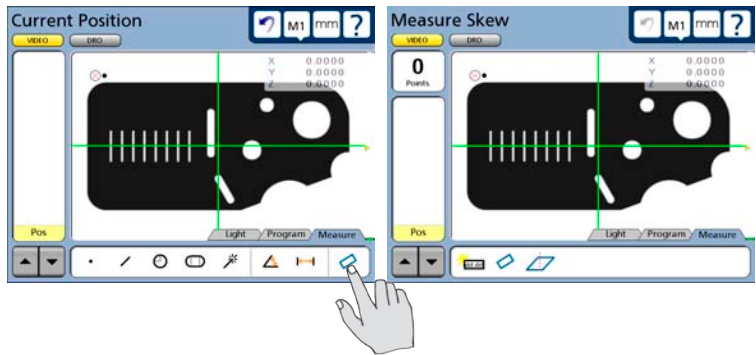 Current Position
M1 mm ?
VIDEO DRO
X 0.0000
Y 0.0000
Z 0.0000
Pos
Light Program Measure
Measure Skew
M1 mm ?
VIDEO DRO
0
Points
X 0.0000
Y 0.0000
Z 0.0000
Pos
Light Program Measure